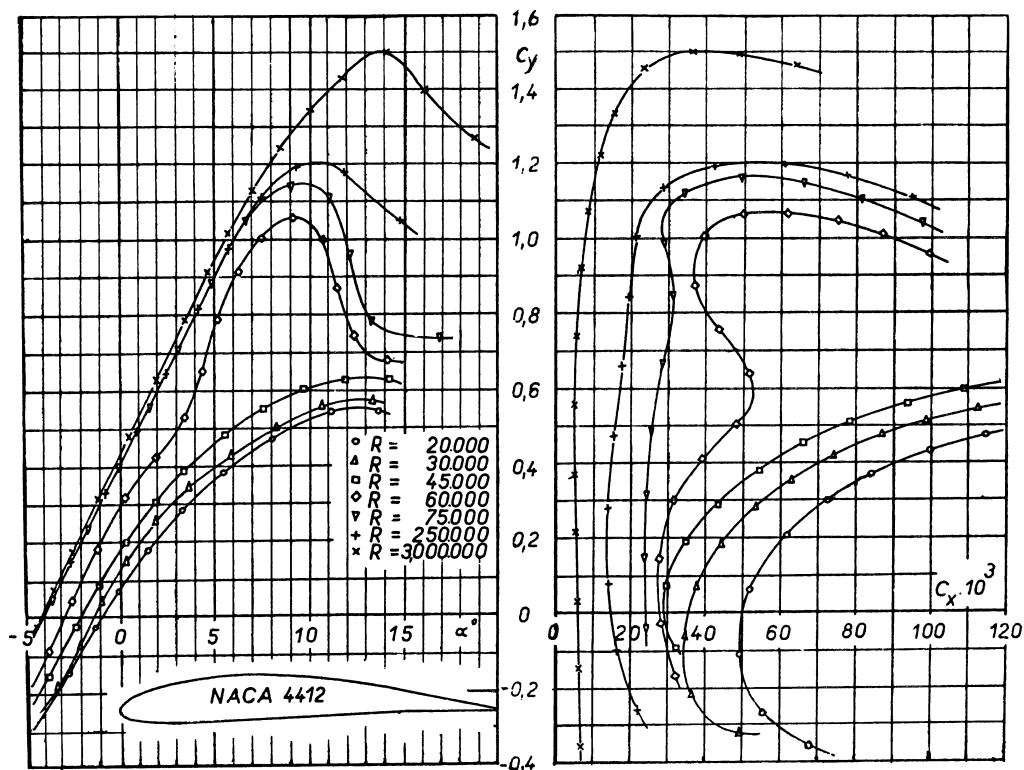 1,6
Cy
1,4
1,2
1,0
0,8
0,6
0,4
0,2
0
-0,2
-0,4
-5 0 5 10 15 α°
R = 20.000
R = 30.000
R = 45.000
R = 60.000
R = 75.000
R = 250.000
R = 3,000.000
NACA 4412
Cx.10³
0 20 40 60 80 100 120